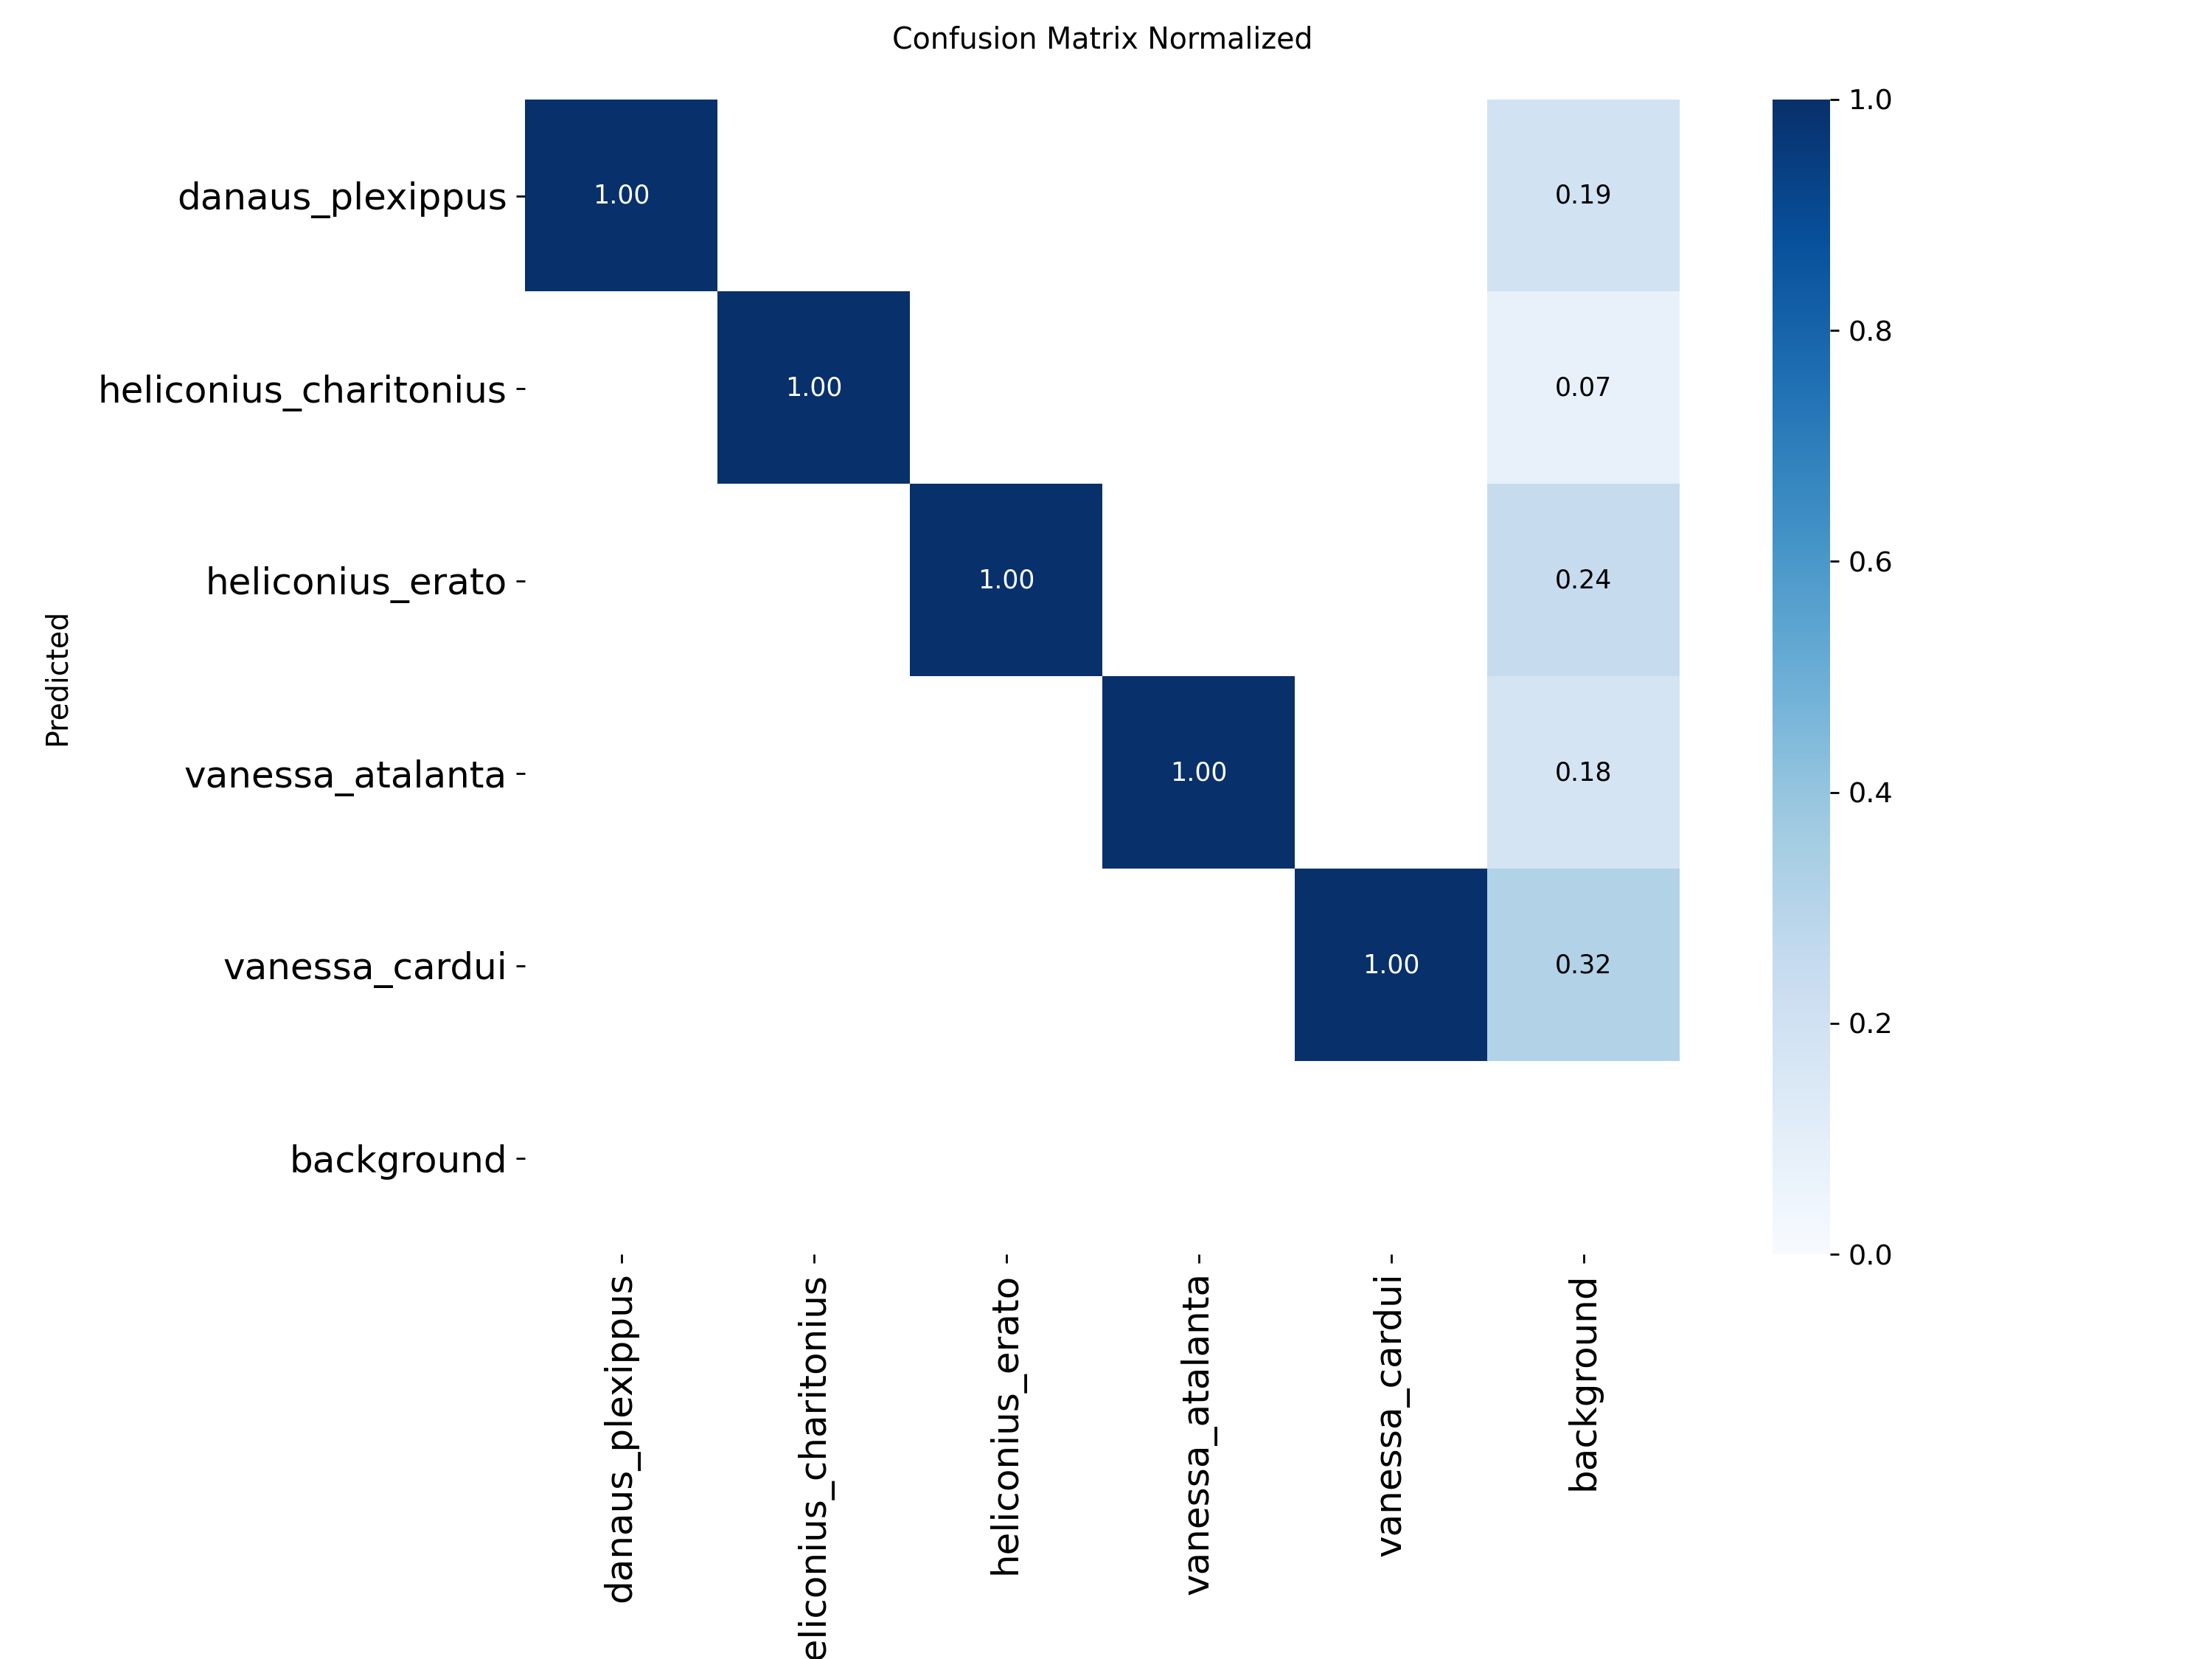 Confusion Matrix Normalized
danaus_plexippus
heliconius_charitonius
heliconius_erato
vanessa_atalanta
vanessa_cardui
background
Predicted
1.00
0.19
1.00
0.07
1.00
0.24
1.00
0.18
1.00
0.32
danaus_plexippus
eliconius_charitonius
heliconius_erato
vanessa_atalanta
vanessa_cardui
background
1.0
0.8
0.6
0.4
0.2
0.0